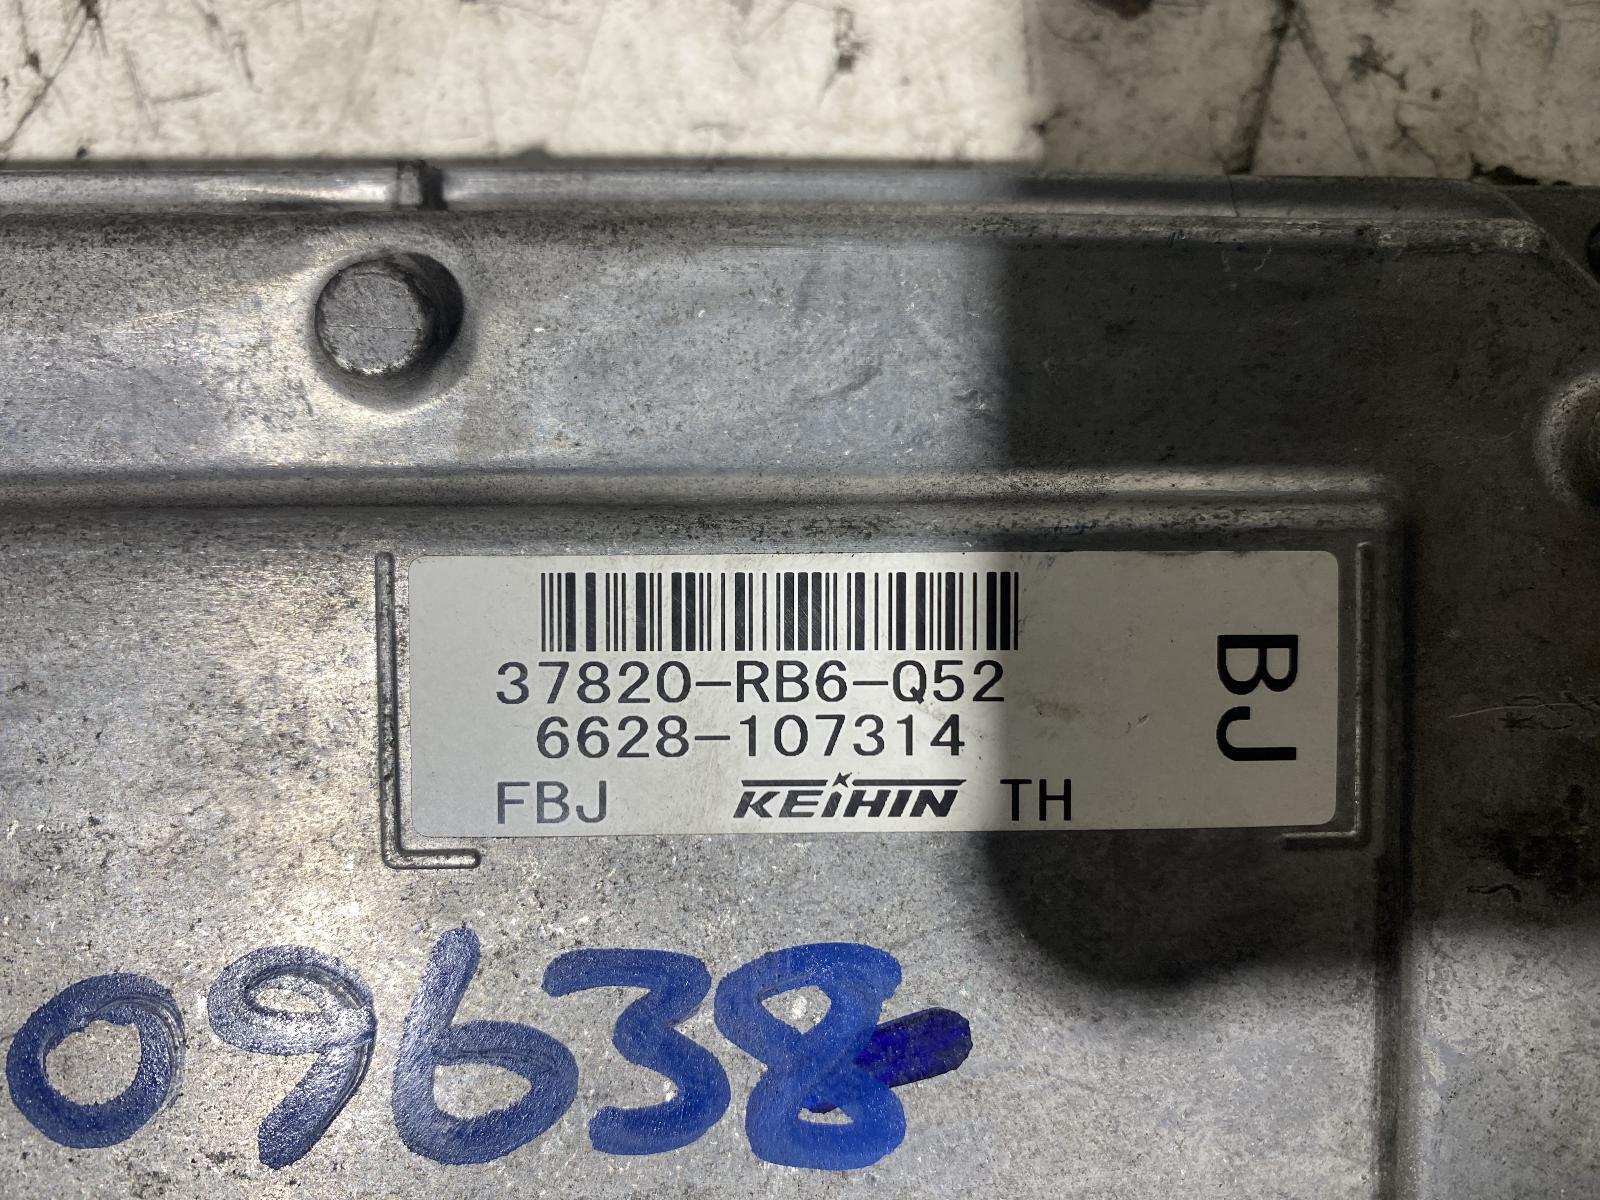 37820-RB6-Q52
6628-107314
FBJ KEIHIN TH
BJ
09638